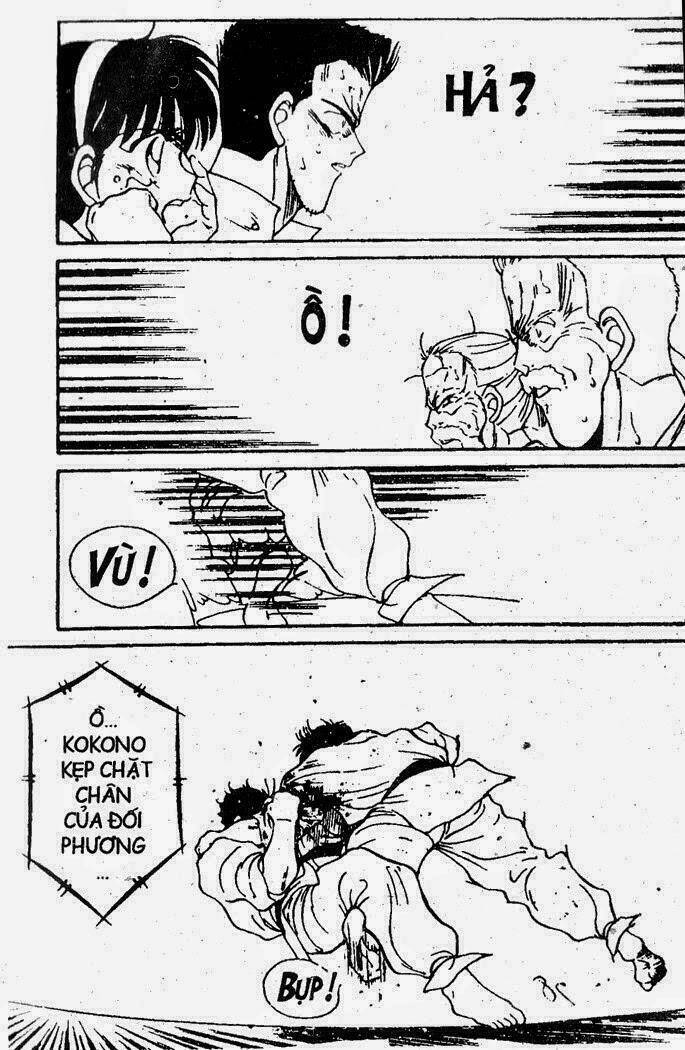 HẢ?
Ồ!
VÙ!
Ồ...
KOKONO
KẸP CHẶT
CHÂN
CỦA ĐỐI
PHƯƠNG
...
BỤP!